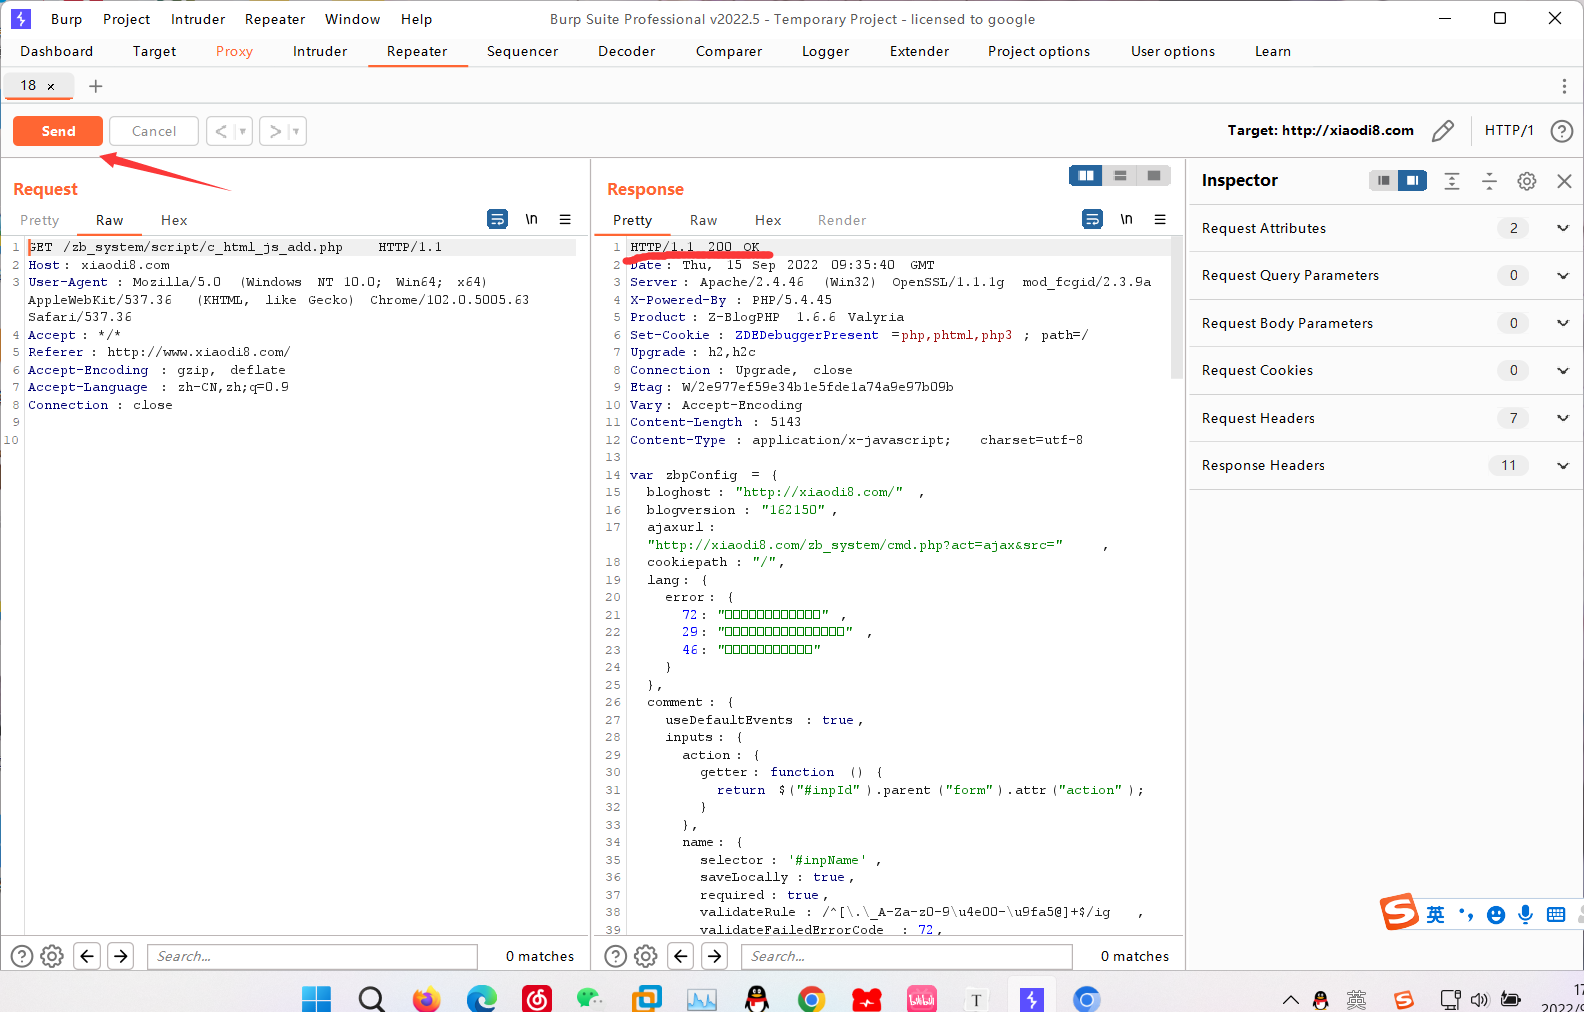 Burp Project Intruder Repeater Window Help
Burp Suite Professional v2022.5 - Temporary Project - licensed to google
Dashboard Target Proxy Intruder Repeater Sequencer Decoder Comparer Logger Extender Project options User options Learn
18 ×
Send Cancel < >
Target: http://xiaodi8.com HTTP/1
Request
Pretty Raw Hex \n
1 GET /zb_system/script/c_html_js_add.php HTTP/1.1
2 Host: xiaodi8.com
3 User-Agent: Mozilla/5.0 (Windows NT 10.0; Win64; x64)
AppleWebKit/537.36 (KHTML, like Gecko) Chrome/102.0.5005.63
Safari/537.36
4 Accept: */*
5 Referer: http://www.xiaodi8.com/
6 Accept-Encoding: gzip, deflate
7 Accept-Language: zh-CN,zh;q=0.9
8 Connection: close
9
10
Search...
0 matches
Response
Pretty Raw Hex Render \n
1 HTTP/1.1 200 OK
2 Date: Thu, 15 Sep 2022 09:35:40 GMT
3 Server: Apache/2.4.46 (Win32) OpenSSL/1.1.1g mod_fcgid/2.3.9a
4 X-Powered-By: PHP/5.4.45
5 Product: Z-BlogPHP 1.6.6 Valyria
6 Set-Cookie: ZDEDebuggerPresent=php,phtml,php3; path=/
7 Upgrade: h2,h2c
8 Connection: Upgrade, close
9 Etag: W/2e977ef59e34b1e5fde1a74a9e97b09b
10 Vary: Accept-Encoding
11 Content-Length: 5143
12 Content-Type: application/x-javascript; charset=utf-8
13
14 var zbpConfig = {
15 bloghost: "http://xiaodi8.com/",
16 blogversion: "162150",
17 ajaxurl:
"http://xiaodi8.com/zb_system/cmd.php?act=ajax&src=",
18 cookiepath: "/",
19 lang: {
20 error: {
21 72: "□□□□□□□□□□□□",
22 29: "□□□□□□□□□□□□□□□",
23 46: "□□□□□□□□□□□"
24 }
25 },
26 comment: {
27 useDefaultEvents: true,
28 inputs: {
29 action: {
30 getter: function () {
31 return $("#inpId").parent("form").attr("action");
32 }
33 },
34 name: {
35 selector: '#inpName',
36 saveLocally: true,
37 required: true,
38 validateRule: /^[\.\_A-Za-z0-9\u4e00-\u9fa5@]+$/ig,
39 validateFailedErrorCode: 72,
Search...
0 matches
Inspector
Request Attributes 2
Request Query Parameters 0
Request Body Parameters 0
Request Cookies 0
Request Headers 7
Response Headers 11
英
T
bilibili
英
17
2022/9